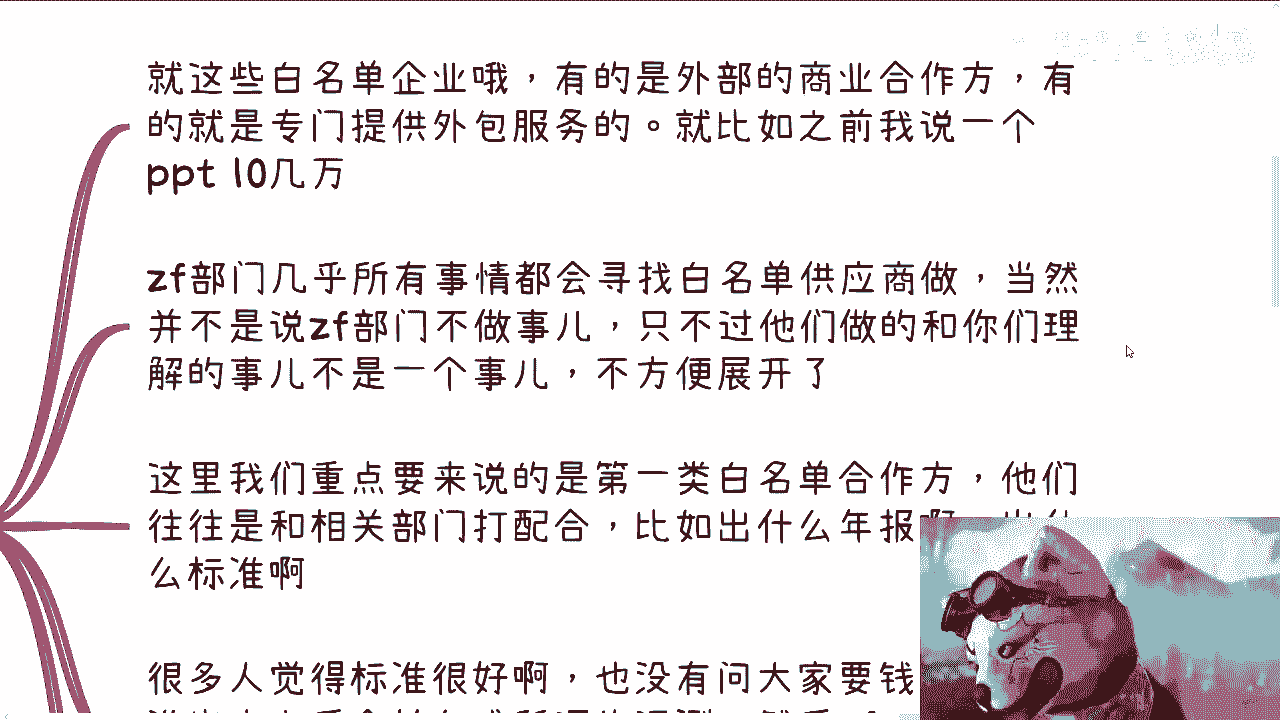 就这些白名单企业哦，有的是外部的商业合作方，有
的就是专门提供外包服务的。就比如之前我说一个
ppt 10几万
zf部门几乎所有事情都会寻找白名单供应商做，当然
并不是说zf部门不做事儿，只不过他们做的和你们理
解的事儿不是一个事儿，不方便展开了
这里我们重点要来说的是第一类白名单合作方，他们
往往是和相关部门打配合，比如出什么年报啊
么标准啊
很多人觉得标准很好啊，也没有问大家要钱